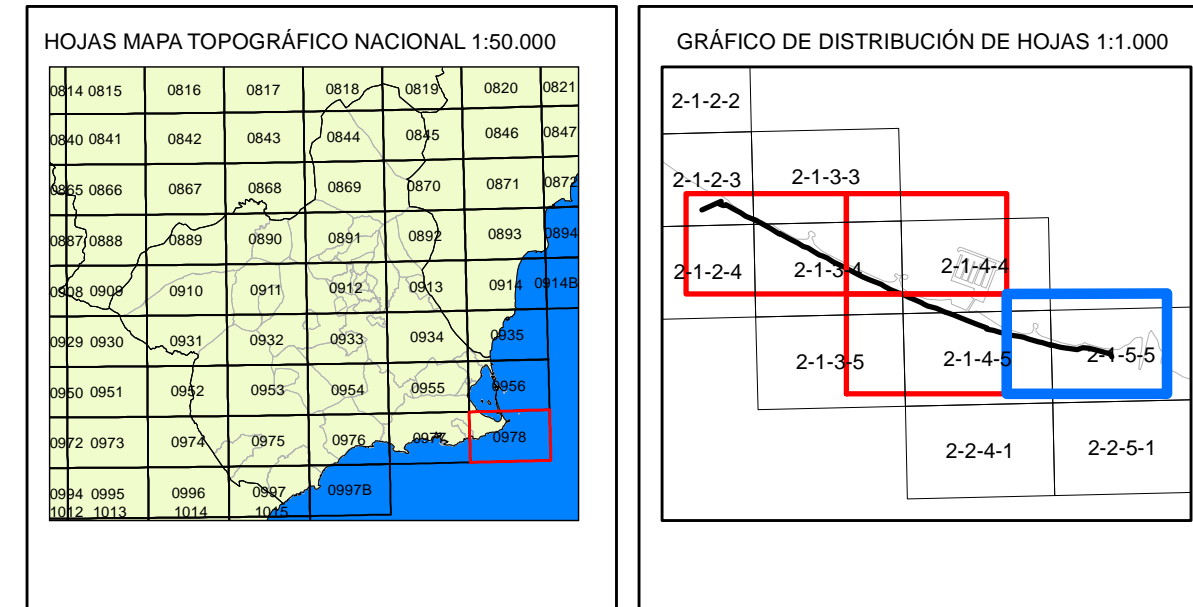 HOJAS MAPA TOPOGRÁFICO NACIONAL 1:50.000
0814 0815 0816 0817 0818 0819 0820 0821
0840 0841 0842 0843 0844 0845 0846 0847
0865 0866 0867 0868 0869 0870 0871 0872
0887 0888 0889 0890 0891 0892 0893 0894
0908 0909 0910 0911 0912 0913 0914 0914B
0929 0930 0931 0932 0933 0934 0935
0950 0951 0952 0953 0954 0955 0956
0972 0973 0974 0975 0976 0977 0978
0994 0995 0996 0997 0997B
1012 1013 1014 1015
GRÁFICO DE DISTRIBUCIÓN DE HOJAS 1:1.000
2-1-2-2
2-1-2-3 2-1-3-3
2-1-2-4 2-1-3-4 2-1-4-4
2-1-3-5 2-1-4-5 2-1-5-5
2-2-4-1 2-2-5-1